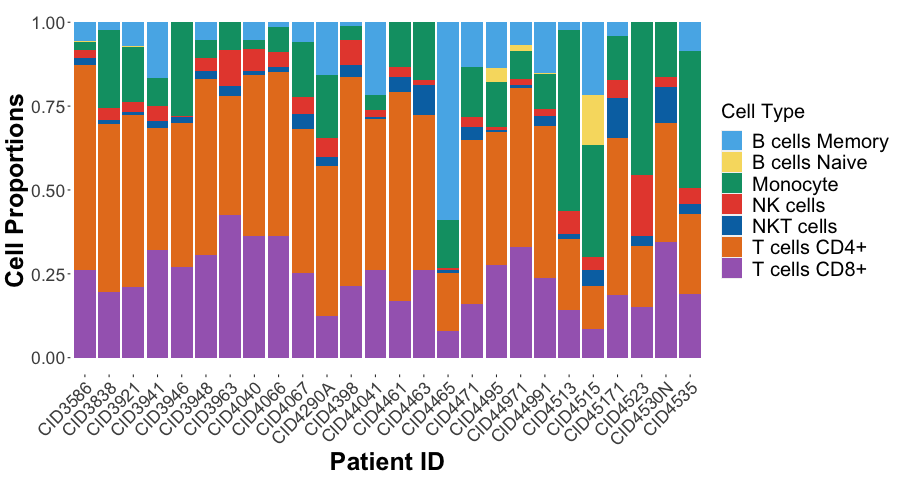 Cell Proportions
1.00
0.75
0.50
0.25
0.00
CID3586
CID3838
CID3921
CID3941
CID3946
CID3948
CID3963
CID4040
CID4066
CID4067
CID4290A
CID4398
CID44041
CID4461
CID4463
CID4465
CID4471
CID4495
CID44971
CID44991
CID4513
CID4515
CID45171
CID4523
CID4530N
CID4535
Patient ID
Cell Type
B cells Memory
B cells Naive
Monocyte
NK cells
NKT cells
T cells CD4+
T cells CD8+